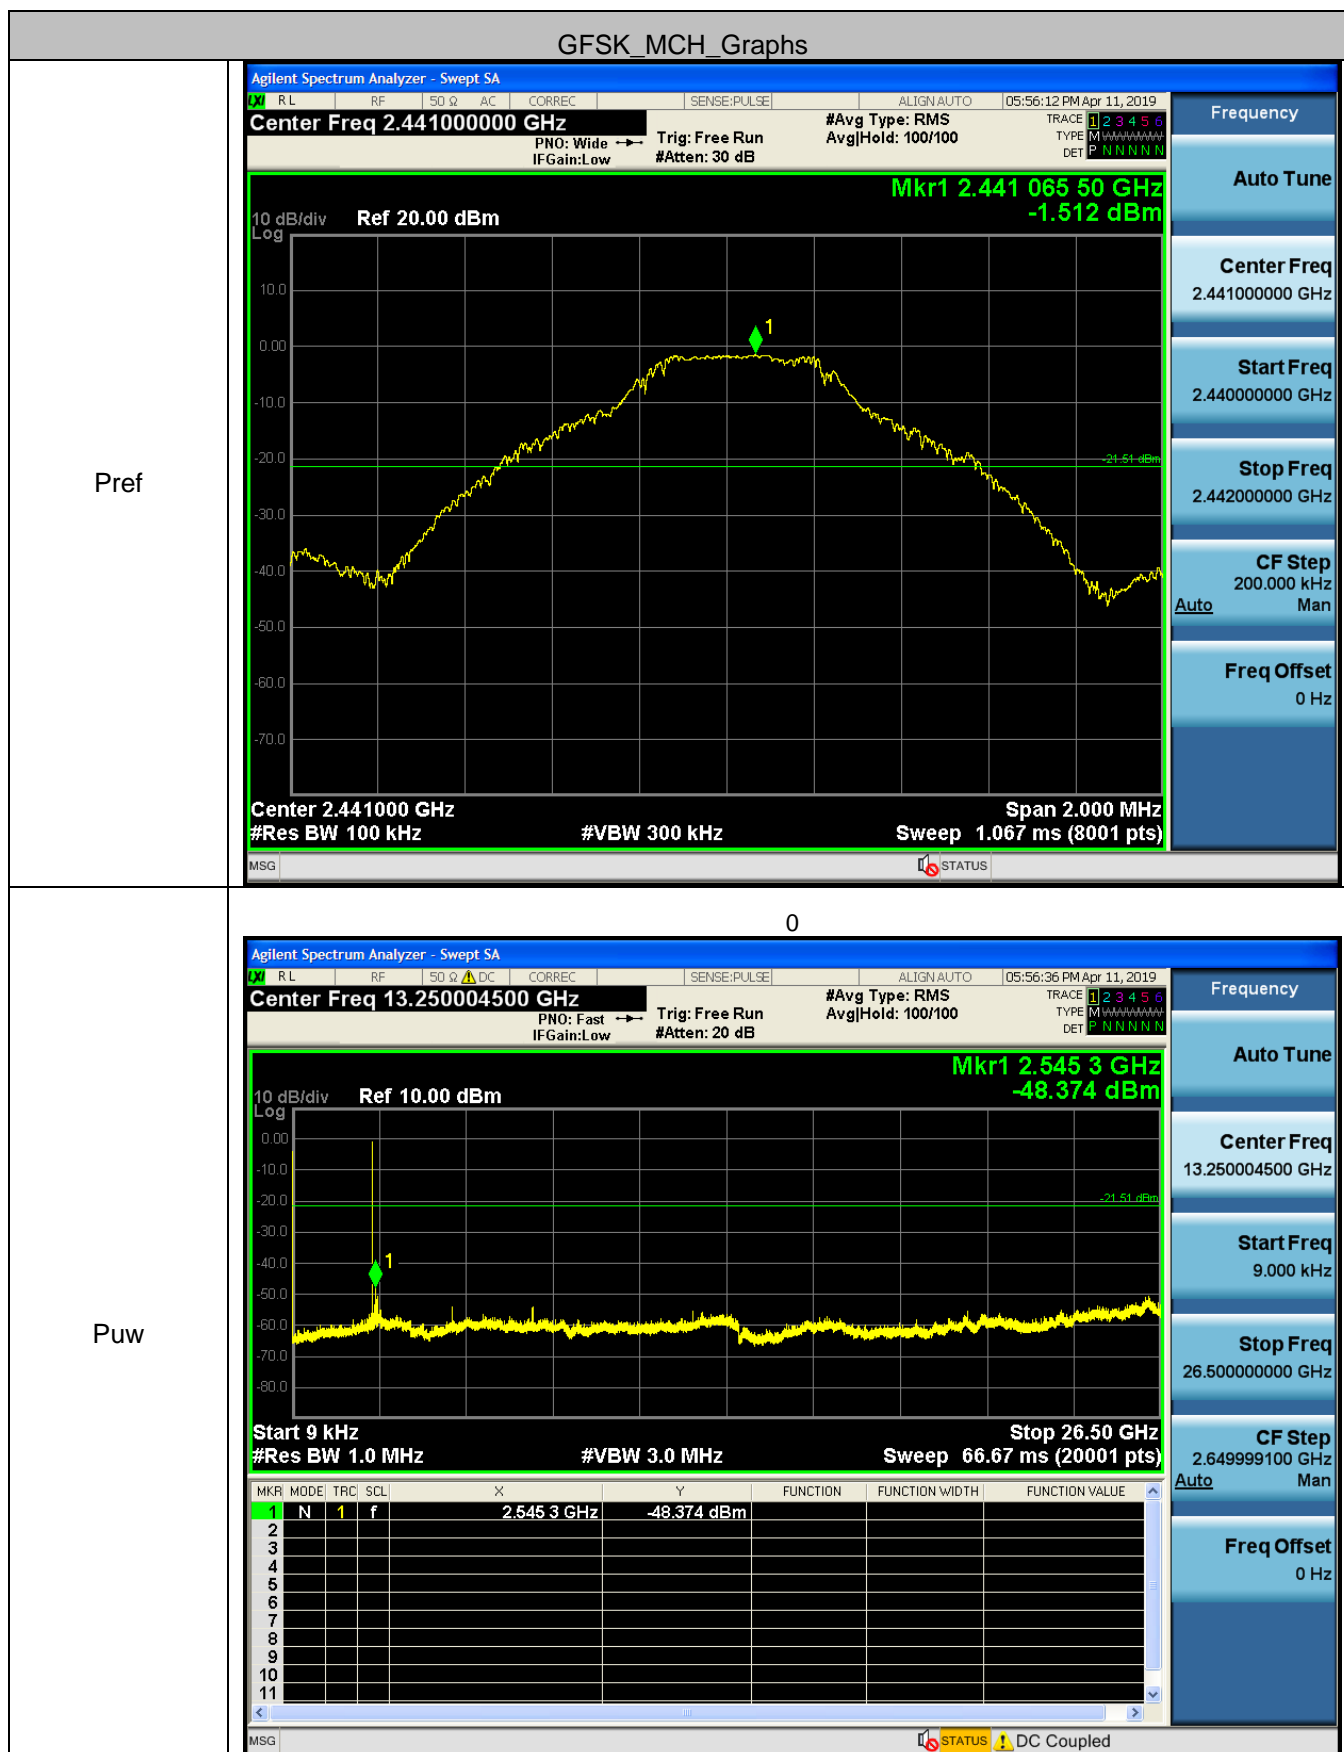 GFSK_MCH_Graphs
Pref
Agilent Spectrum Analyzer - Swept SA
LXI RL RF 50 Ω AC CORREC SENSE:PULSE ALIGN AUTO 05:56:12 PM Apr 11, 2019
Center Freq 2.441000000 GHz
PNO: Wide
IFGain:Low
Trig: Free Run
#Atten: 30 dB
#Avg Type: RMS
Avg|Hold: 100/100
TRACE 1 2 3 4 5 6
TYPE M WWWWW
DET P N N N N N
Mkr1 2.441 065 50 GHz
-1.512 dBm
10 dB/div Ref 20.00 dBm
Log
10.0
0.00
1
-10.0
-20.0
-21.51 dBm
-30.0
-40.0
-50.0
-60.0
-70.0
Center 2.441000 GHz Span 2.000 MHz
#Res BW 100 kHz #VBW 300 kHz Sweep 1.067 ms (8001 pts)
MSG STATUS
Frequency
Auto Tune
Center Freq
2.441000000 GHz
Start Freq
2.440000000 GHz
Stop Freq
2.442000000 GHz
CF Step
200.000 kHz
Auto Man
Freq Offset
0 Hz
Puw
0
Agilent Spectrum Analyzer - Swept SA
LXI RL RF 50 Ω DC CORREC SENSE:PULSE ALIGN AUTO 05:56:36 PM Apr 11, 2019
Center Freq 13.250004500 GHz
PNO: Fast
IFGain:Low
Trig: Free Run
#Atten: 20 dB
#Avg Type: RMS
Avg|Hold: 100/100
TRACE 1 2 3 4 5 6
TYPE M WWWWW
DET P N N N N N
Mkr1 2.545 3 GHz
-48.374 dBm
10 dB/div Ref 10.00 dBm
Log
0.00
-10.0
-20.0
-21.51 dBm
-30.0
-40.0
1
-50.0
-60.0
-70.0
-80.0
Start 9 kHz Stop 26.50 GHz
#Res BW 1.0 MHz #VBW 3.0 MHz Sweep 66.67 ms (20001 pts)
MKR MODE TRC SCL X Y FUNCTION FUNCTION WIDTH FUNCTION VALUE
1 N 1 f 2.545 3 GHz -48.374 dBm
2
3
4
5
6
7
8
9
10
11
MSG STATUS DC Coupled
Frequency
Auto Tune
Center Freq
13.250004500 GHz
Start Freq
9.000 kHz
Stop Freq
26.500000000 GHz
CF Step
2.649999100 GHz
Auto Man
Freq Offset
0 Hz